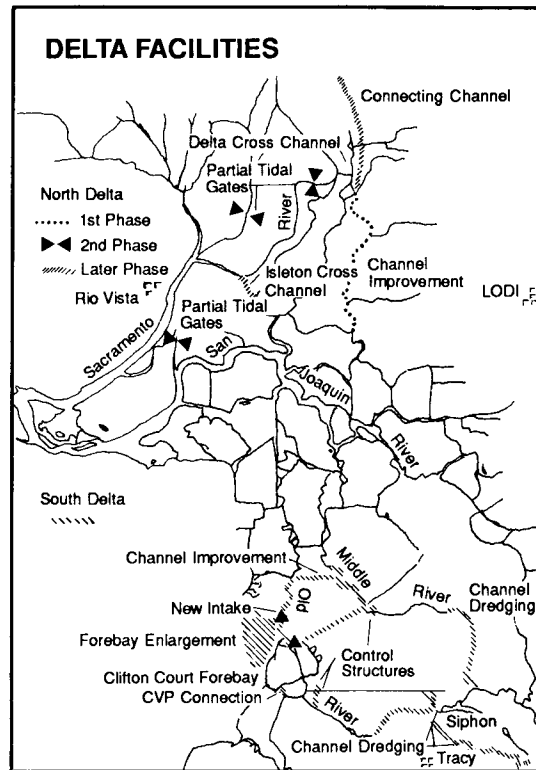 DELTA FACILITIES
Connecting Channel
Delta Cross Channel
Partial Tidal
Gates
North Delta
1st Phase
2nd Phase
Later Phase
River
Isleton Cross
Channel
Channel
Improvement
LODI
Rio Vista
Partial Tidal
Gates
Sacramento
San
Joaquin
River
South Delta
Channel Improvement
Middle
River
Channel
Dredging
New Intake
Old
Forebay Enlargement
Clifton Court Forebay
CVP Connection
Control
Structures
River
Siphon
Channel Dredging
Tracy